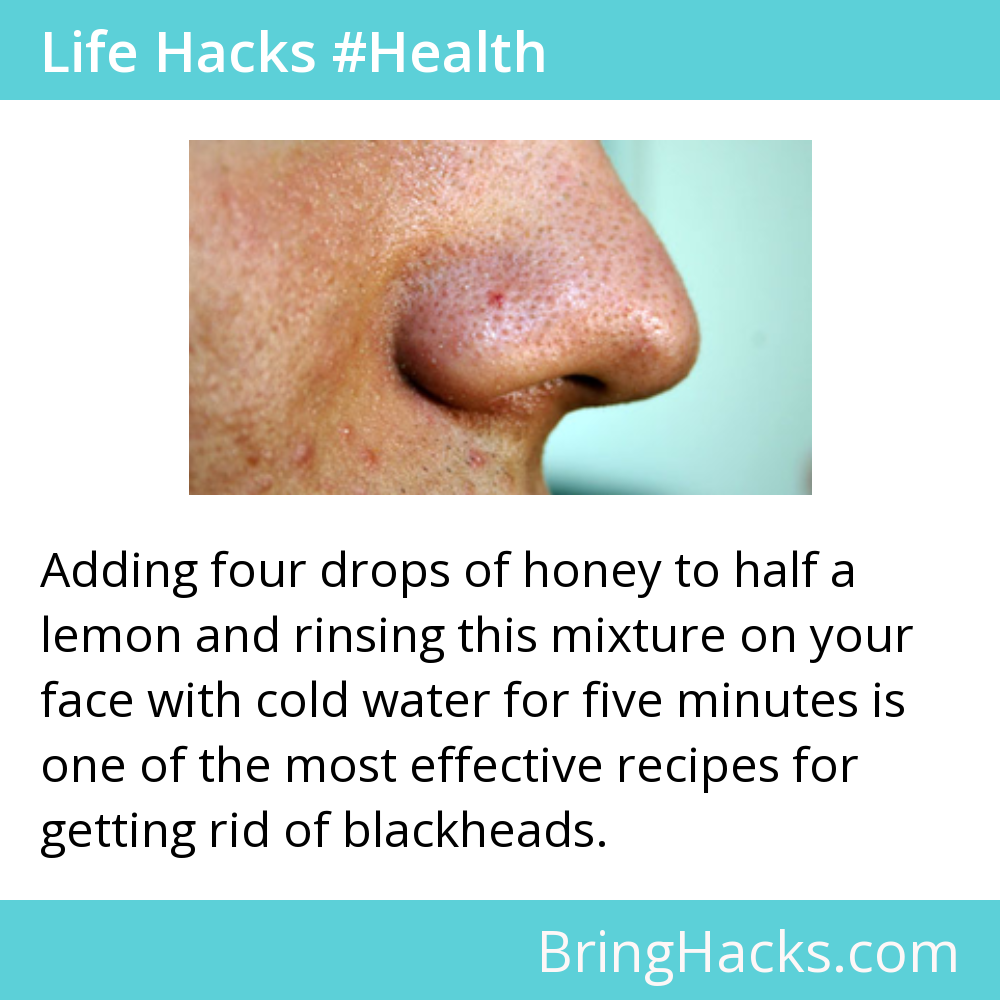 Life Hacks #Health
Adding four drops of honey to half a
lemon and rinsing this mixture on your
face with cold water for five minutes is
one of the most effective recipes for
getting rid of blackheads.
BringHacks.com